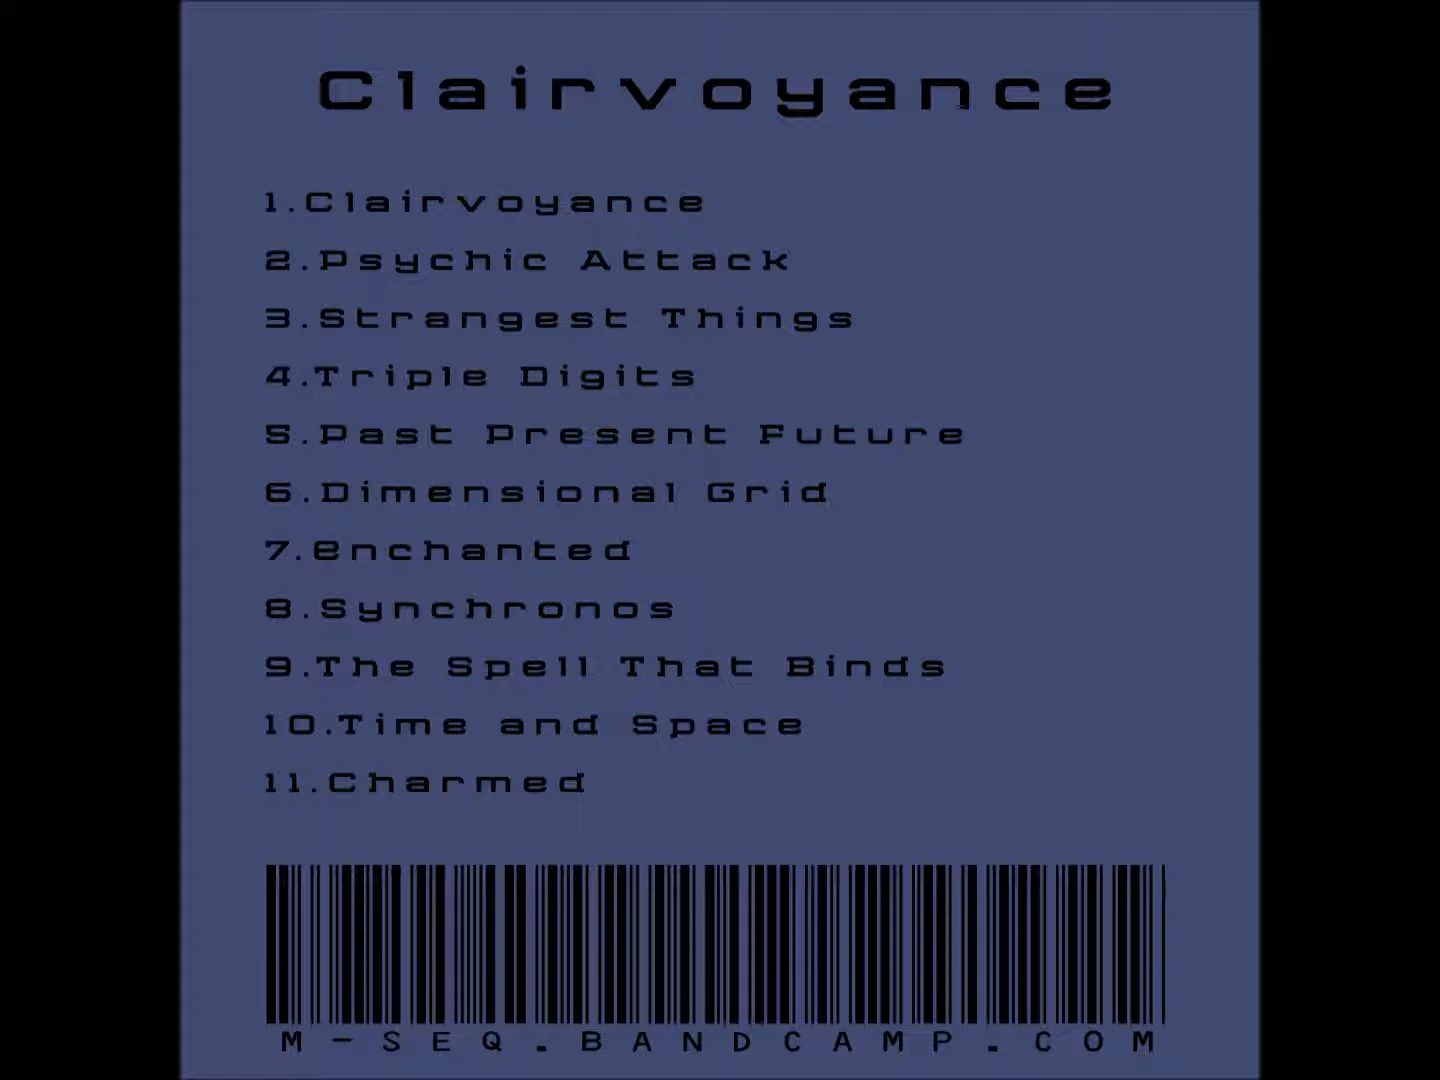 Clairvoyance
1.Clairvoyance
2.Psychic Attack
3.Strangest Things
4.Triple Digits
5.Past Present Future
6.Dimensional Grid
7.Enchanted
8.Synchronos
9.The Spell That Binds
10.Time and Space
11.Charmed
M-SEQ.BANDCAMP.COM